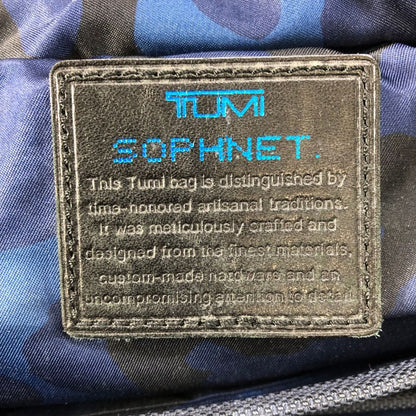 TUMI
SOPHNET.
This Tumi bag is distinguished by
time-honored artisanal traditions.
It was meticulously crafted and
designed from the finest materials,
custom-made hardware and an
uncompromising attention to detail